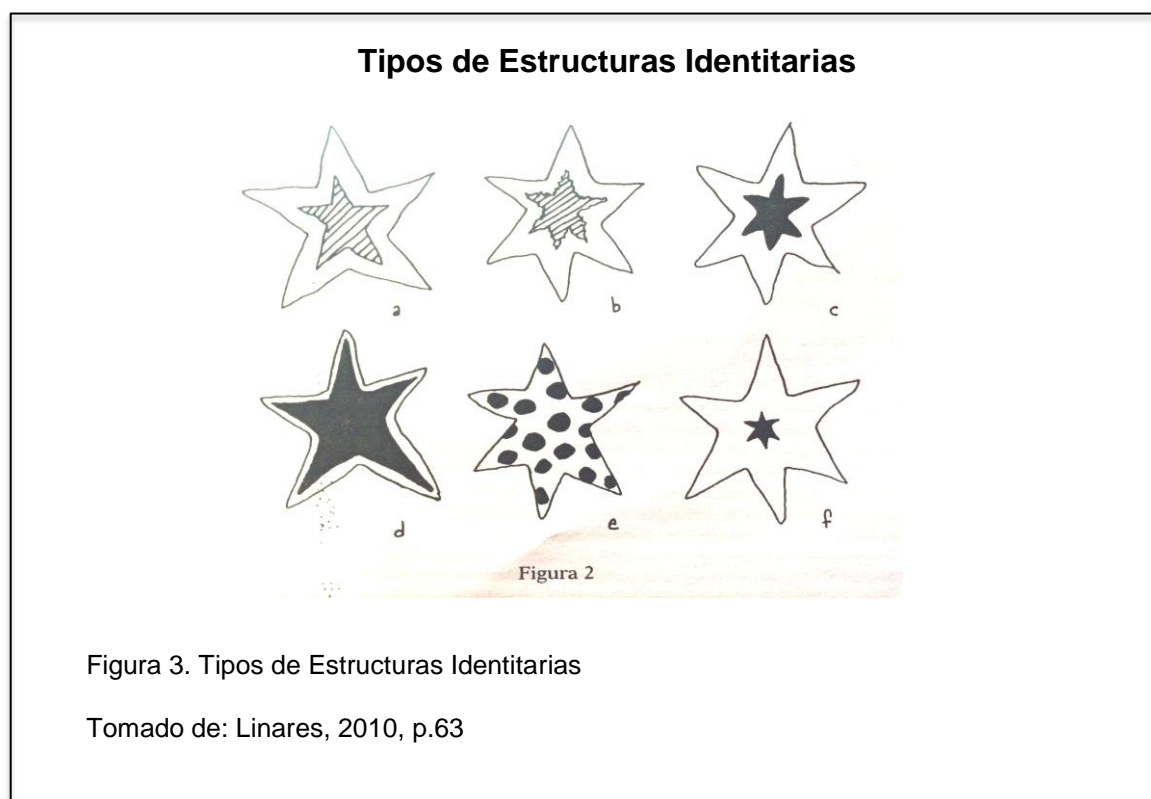 Tipos de Estructuras Identitarias
a
b
c
d
e
f
Figura 2
Figura 3. Tipos de Estructuras Identitarias
Tomado de: Linares, 2010, p.63